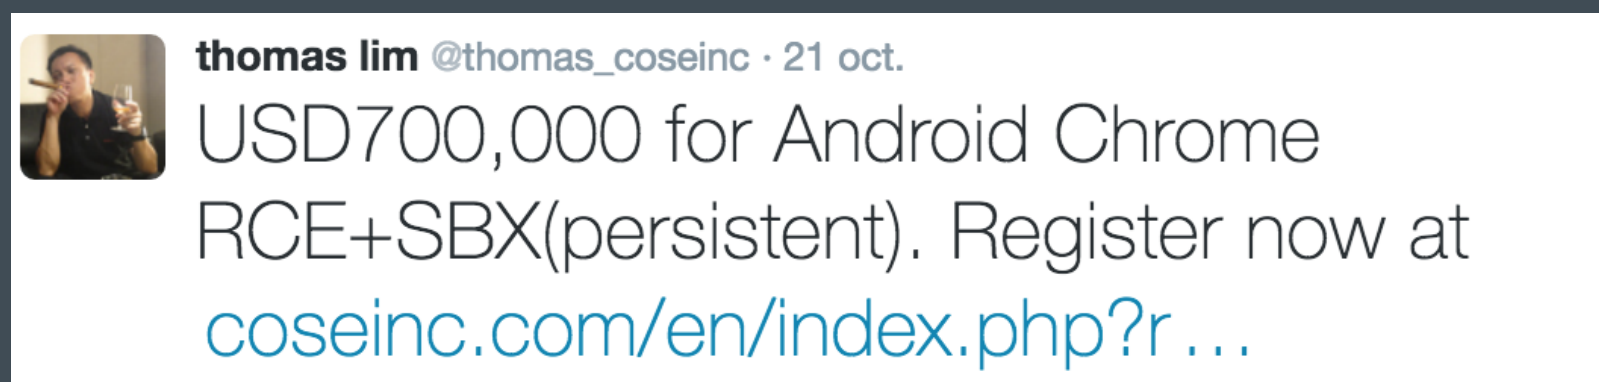 thomas lim @thomas_coseinc · 21 oct.
USD700,000 for Android Chrome
RCE+SBX(persistent). Register now at
coseinc.com/en/index.php?r...